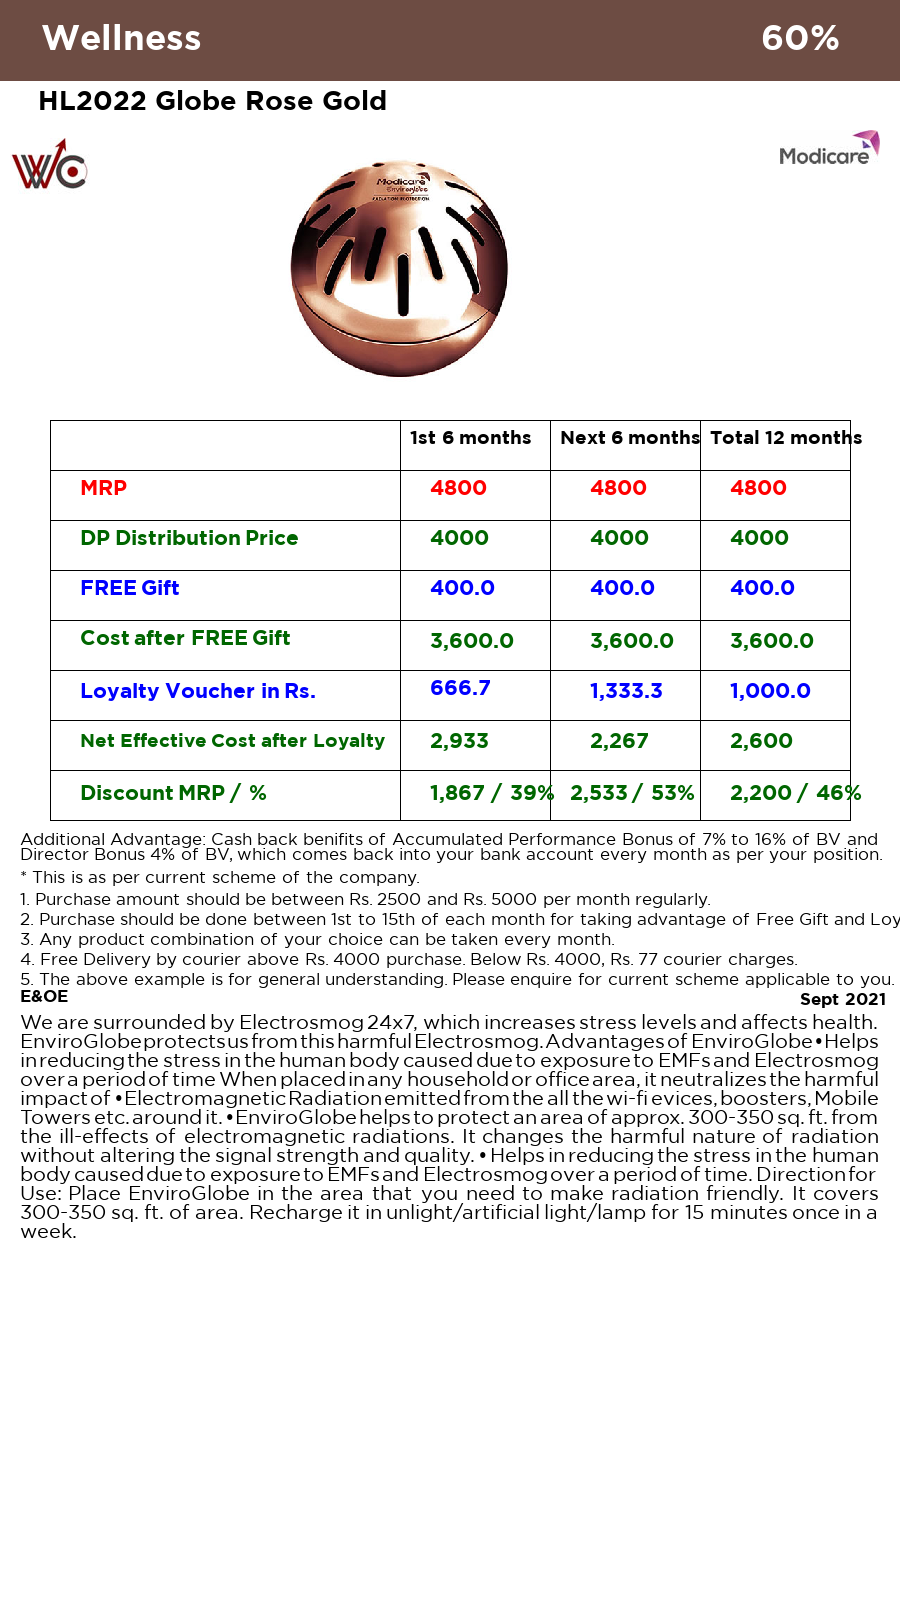 Wellness 60%
HL2022 Globe Rose Gold
WC
Modicare
Modicare
Enviroglobe
RADIATION PROTECTION
1st 6 months Next 6 months Total 12 months
MRP 4800 4800 4800
DP Distribution Price 4000 4000 4000
FREE Gift 400.0 400.0 400.0
Cost after FREE Gift 3,600.0 3,600.0 3,600.0
Loyalty Voucher in Rs. 666.7 1,333.3 1,000.0
Net Effective Cost after Loyalty 2,933 2,267 2,600
Discount MRP / % 1,867 / 39% 2,533 / 53% 2,200 / 46%
Additional Advantage: Cash back benifits of Accumulated Performance Bonus of 7% to 16% of BV and
Director Bonus 4% of BV, which comes back into your bank account every month as per your position.
* This is as per current scheme of the company.
1. Purchase amount should be between Rs. 2500 and Rs. 5000 per month regularly.
2. Purchase should be done between 1st to 15th of each month for taking advantage of Free Gift and Loy
3. Any product combination of your choice can be taken every month.
4. Free Delivery by courier above Rs. 4000 purchase. Below Rs. 4000, Rs. 77 courier charges.
5. The above example is for general understanding. Please enquire for current scheme applicable to you.
E&OE
Sept 2021
We are surrounded by Electrosmog 24x7, which increases stress levels and affects health.
EnviroGlobe protects us from this harmful Electrosmog. Advantages of EnviroGlobe • Helps
in reducing the stress in the human body caused due to exposure to EMFs and Electrosmog
over a period of time When placed in any household or office area, it neutralizes the harmful
impact of • Electromagnetic Radiation emitted from the all the wi-fi evices, boosters, Mobile
Towers etc. around it. • EnviroGlobe helps to protect an area of approx. 300-350 sq. ft. from
the ill-effects of electromagnetic radiations. It changes the harmful nature of radiation
without altering the signal strength and quality. • Helps in reducing the stress in the human
body caused due to exposure to EMFs and Electrosmog over a period of time. Direction for
Use: Place EnviroGlobe in the area that you need to make radiation friendly. It covers
300-350 sq. ft. of area. Recharge it in unlight/artificial light/lamp for 15 minutes once in a
week.